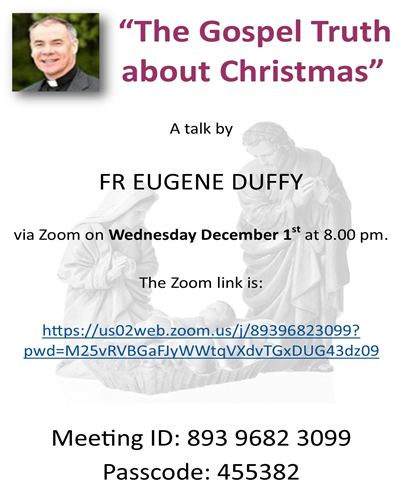 “The Gospel Truth
about Christmas”
A talk by
FR EUGENE DUFFY
via Zoom on Wednesday December 1st at 8.00 pm.
The Zoom link is:
https://us02web.zoom.us/j/89396823099?
pwd=M25vRVBGaFJyWWtqVXdvTGxDUG43dz09
Meeting ID: 893 9682 3099
Passcode: 455382